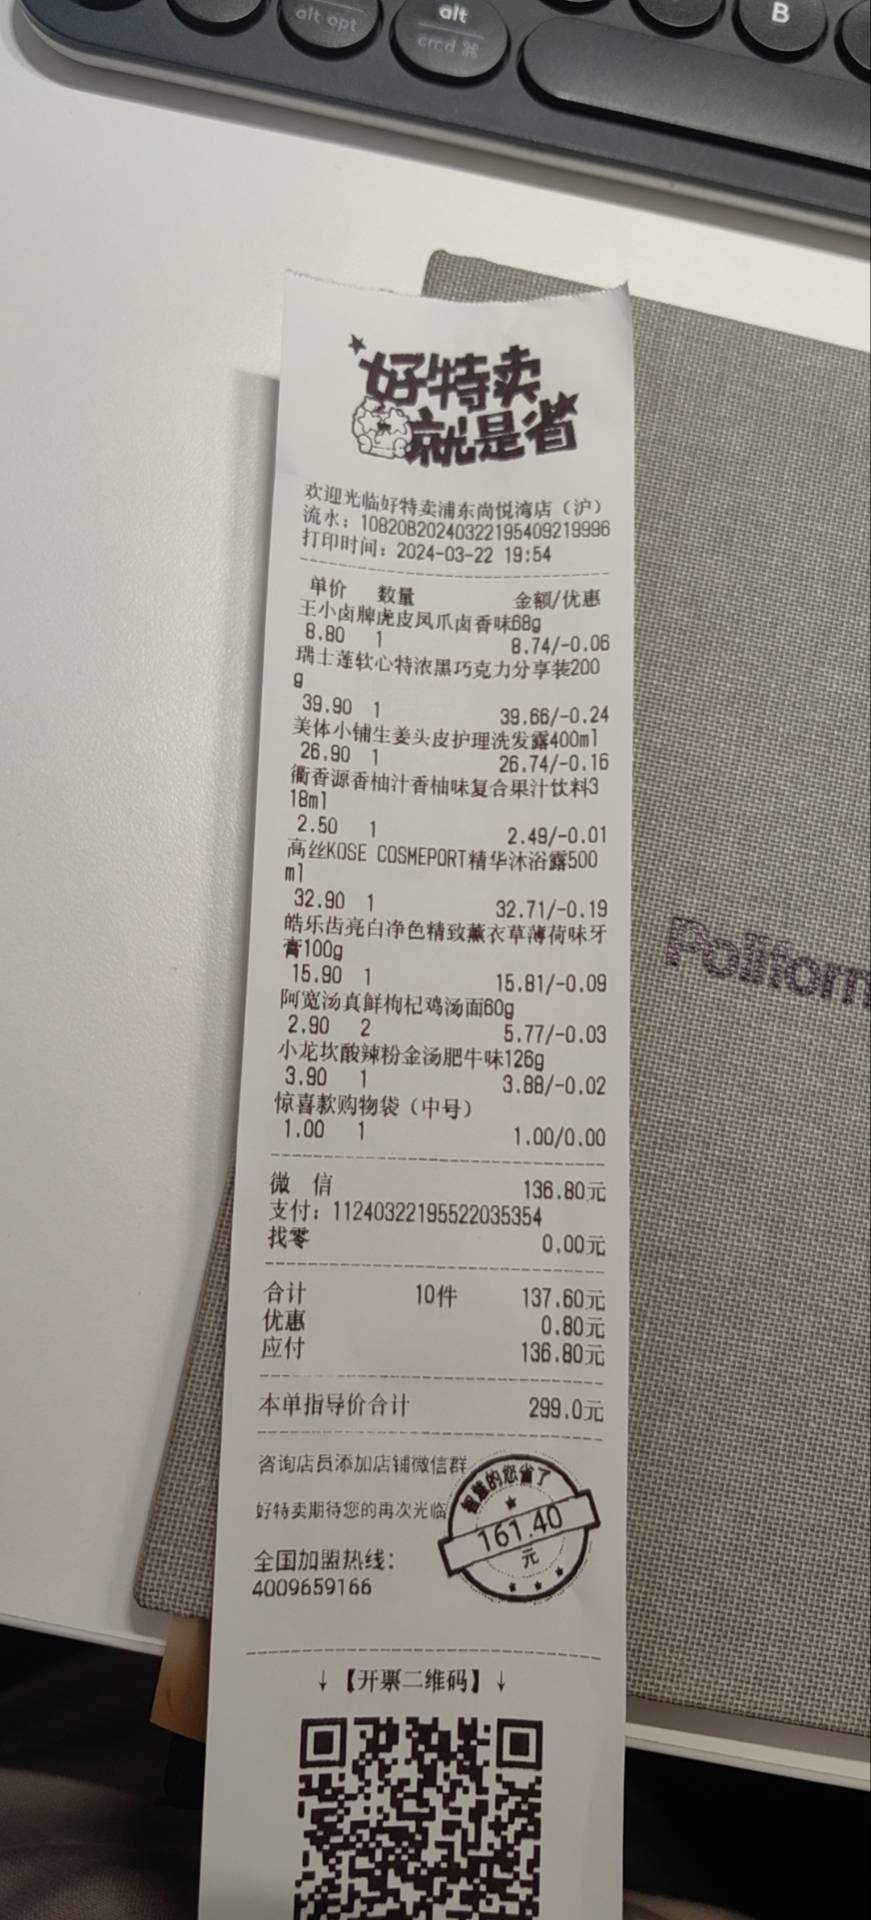 alt opt
alt
cmd ⌘
B
好特卖
就是省
欢迎光临好特卖浦东尚悦湾店（沪）
流水：10820B20240322195409219996
打印时间：2024-03-22 19:54
单价 数量 金额/优惠
王小卤脾虎皮凤爪卤香味68g
8.80 1 8.74/-0.06
瑞士莲软心特浓黑巧克力分享装200
g
39.90 1 39.66/-0.24
美体小铺生姜头皮护理洗发露400ml
26.90 1 26.74/-0.16
衢香源香柚汁香柚味复合果汁饮料3
18ml
2.50 1 2.49/-0.01
高丝KOSE COSMEPORT精华沐浴露500
ml
32.90 1 32.71/-0.19
皓乐齿亮白净色精致薰衣草薄荷味牙
膏100g
15.90 1 15.81/-0.09
阿宽汤真鲜枸杞鸡汤面60g
2.90 2 5.77/-0.03
小龙坎酸辣粉金汤肥牛味126g
3.90 1 3.88/-0.02
惊喜款购物袋（中号）
1.00 1 1.00/0.00
微 信 136.80元
支付：11240322195522035354
找零 0.00元
合计 10件 137.60元
优惠 0.80元
应付 136.80元
本单指导价合计 299.0元
咨询店员添加店铺微信群
好特卖期待您的再次光临
智慧的您省了
161.40
元
全国加盟热线：
4009659166
↓【开票二维码】↓
Poliform